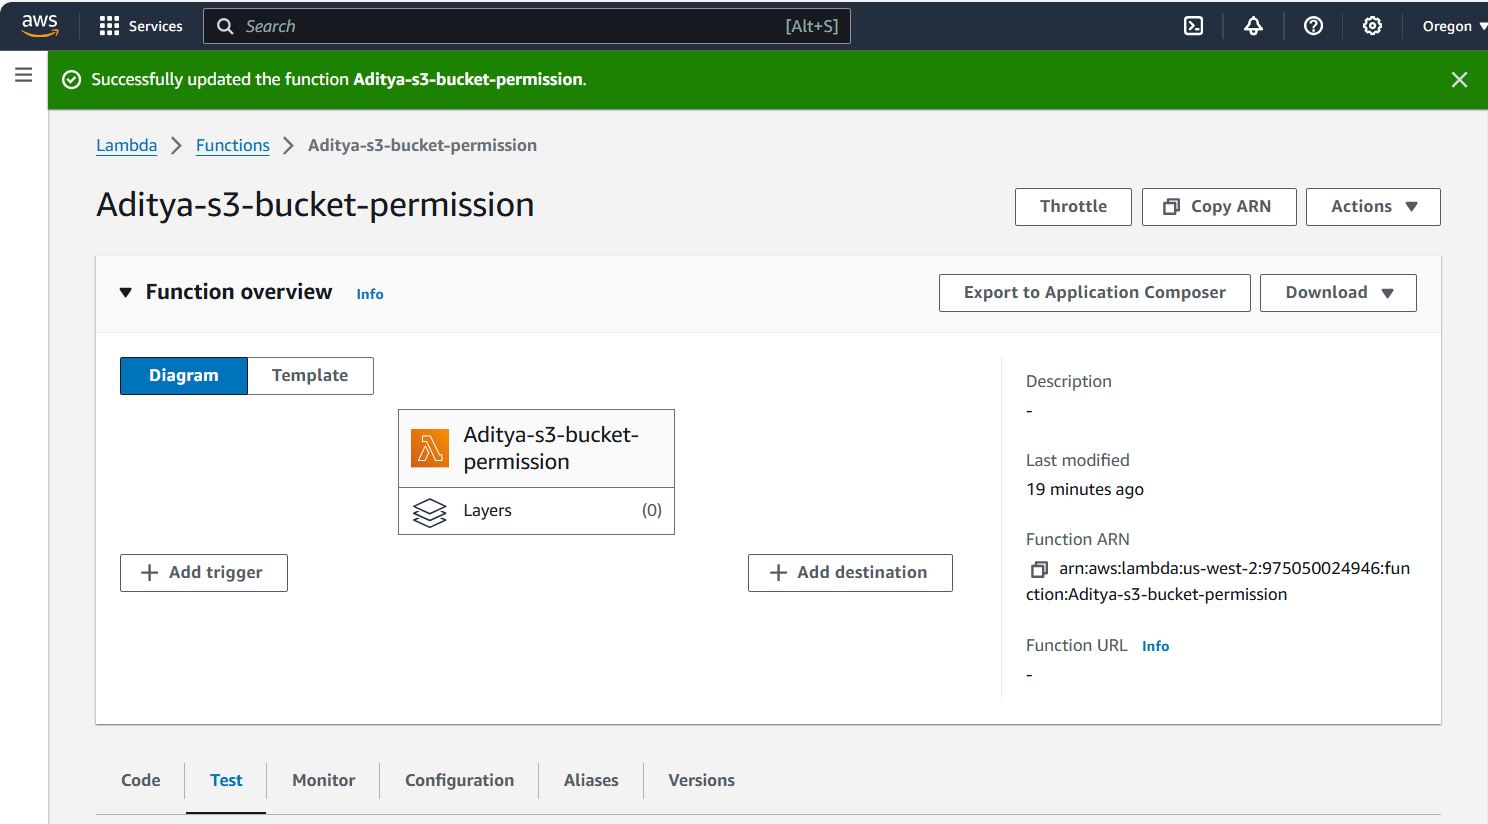 aws Services Search [Alt+S] Oregon
Successfully updated the function Aditya-s3-bucket-permission.
Lambda Functions Aditya-s3-bucket-permission
Aditya-s3-bucket-permission
Throttle Copy ARN Actions
Function overview Info
Export to Application Composer Download
Diagram Template
Aditya-s3-bucket-
permission
Layers (0)
Add trigger
Add destination
Description
-
Last modified
19 minutes ago
Function ARN
arn:aws:lambda:us-west-2:975050024946:fun
ction:Aditya-s3-bucket-permission
Function URL Info
-
Code Test Monitor Configuration Aliases Versions